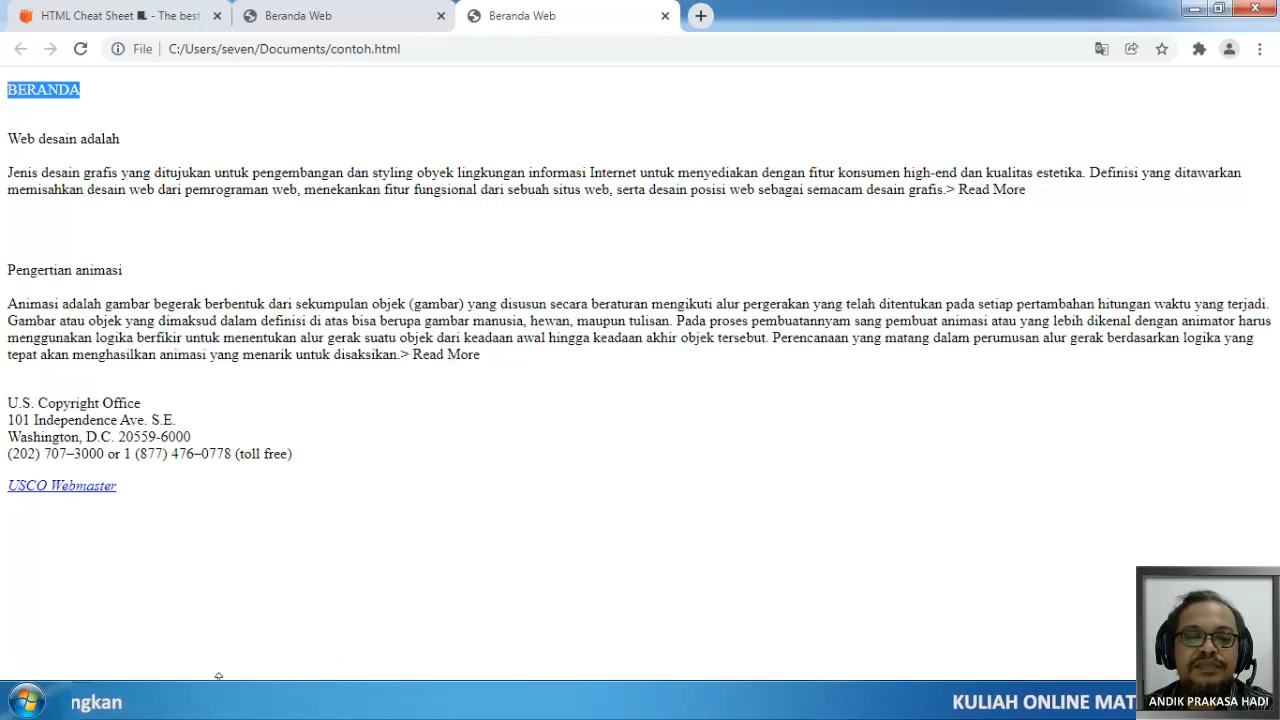 HTML Cheat Sheet - The best
Beranda Web
Beranda Web
File
C:/Users/seven/Documents/contoh.html
BERANDA
Web desain adalah
Jenis desain grafis yang ditujukan untuk pengembangan dan styling obyek lingkungan informasi Internet untuk menyediakan dengan fitur konsumen high-end dan kualitas estetika. Definisi yang ditawarkan
memisahkan desain web dari pemrograman web, menekankan fitur fungsional dari sebuah situs web, serta desain posisi web sebagai semacam desain grafis.> Read More
Pengertian animasi
Animasi adalah gambar begerak berbentuk dari sekumpulan objek (gambar) yang disusun secara beraturan mengikuti alur pergerakan yang telah ditentukan pada setiap pertambahan hitungan waktu yang terjadi.
Gambar atau objek yang dimaksud dalam definisi di atas bisa berupa gambar manusia, hewan, maupun tulisan. Pada proses pembuatannyam sang pembuat animasi atau yang lebih dikenal dengan animator harus
menggunakan logika berfikir untuk menentukan alur gerak suatu objek dari keadaan awal hingga keadaan akhir objek tersebut. Perencanaan yang matang dalam perumusan alur gerak berdasarkan logika yang
tepat akan menghasilkan animasi yang menarik untuk disaksikan.> Read More
U.S. Copyright Office
101 Independence Ave. S.E.
Washington, D.C. 20559-6000
(202) 707–3000 or 1 (877) 476–0778 (toll free)
USCO Webmaster
ngkan
KULIAH ONLINE MAT
ANDIK PRAKASA HADI